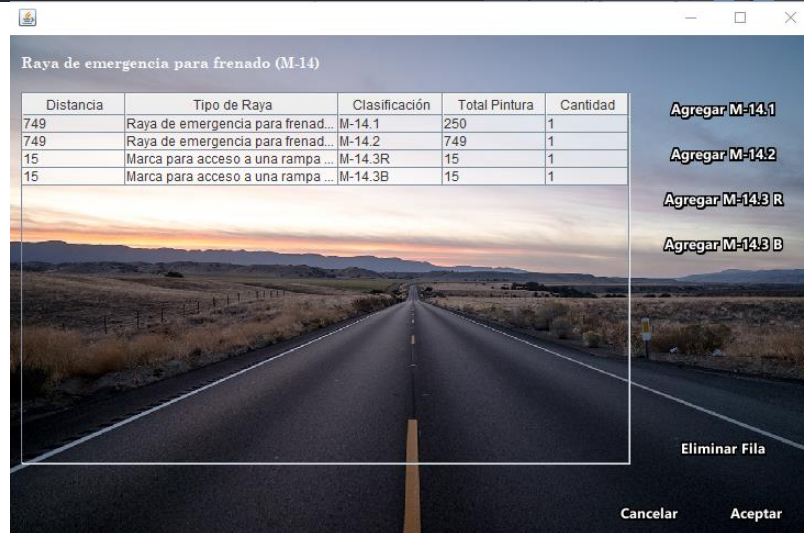 Raya de emergencia para frenado (M-14)
Distancia Tipo de Raya Clasificación Total Pintura Cantidad
749 Raya de emergencia para frenad... M-14.1 250 1
749 Raya de emergencia para frenad... M-14.2 749 1
15 Marca para acceso a una rampa ... M-14.3R 15 1
15 Marca para acceso a una rampa ... M-14.3B 15 1
Agregar M-14.1
Agregar M-14.2
Agregar M-14.3 R
Agregar M-14.3 B
Eliminar Fila
Cancelar Aceptar